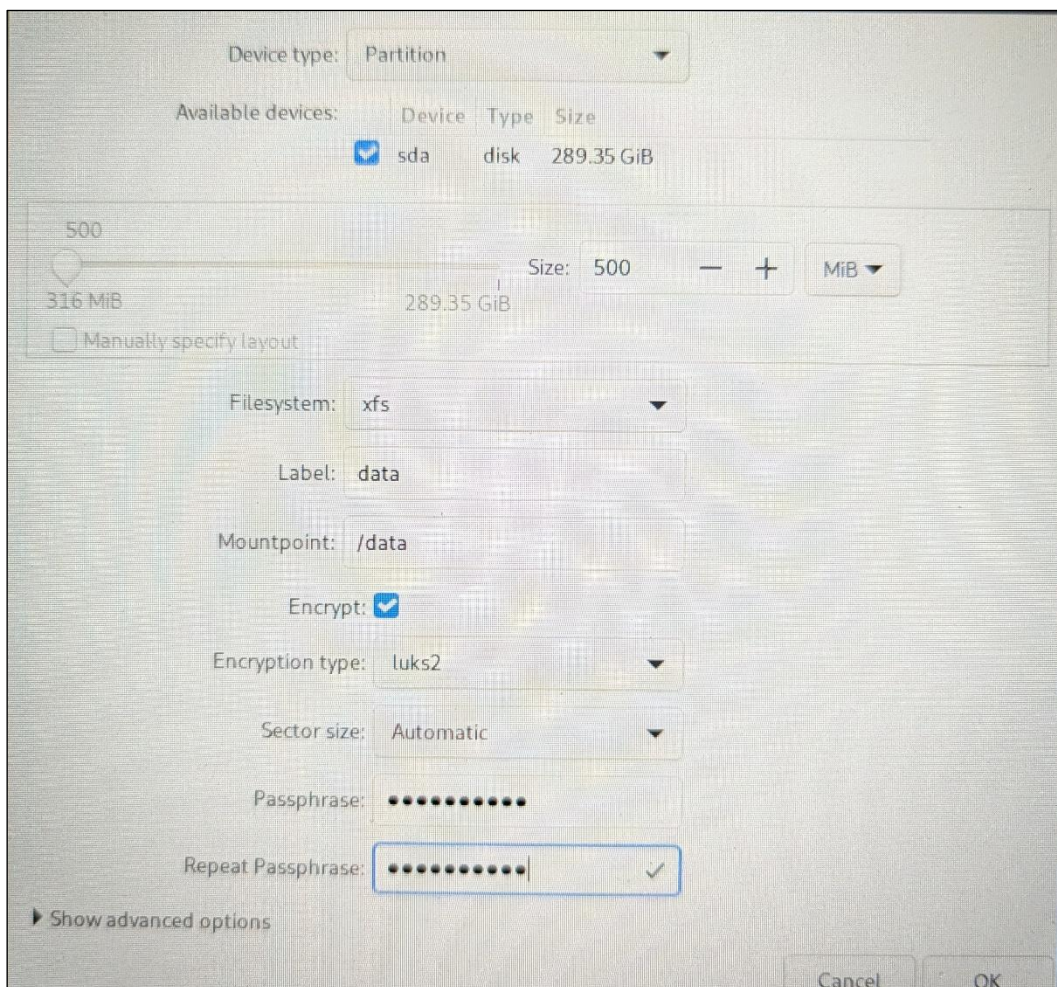 Device type: Partition
Available devices: Device Type Size
sda disk 289.35 GiB
500
Size: 500 — + MiB
316 MiB 289.35 GiB
Manually specify layout
Filesystem: xfs
Label: data
Mountpoint: /data
Encrypt:
Encryption type: luks2
Sector size: Automatic
Passphrase: ●●●●●●●●●●
Repeat Passphrase: ●●●●●●●●●●
Show advanced options
Cancel OK